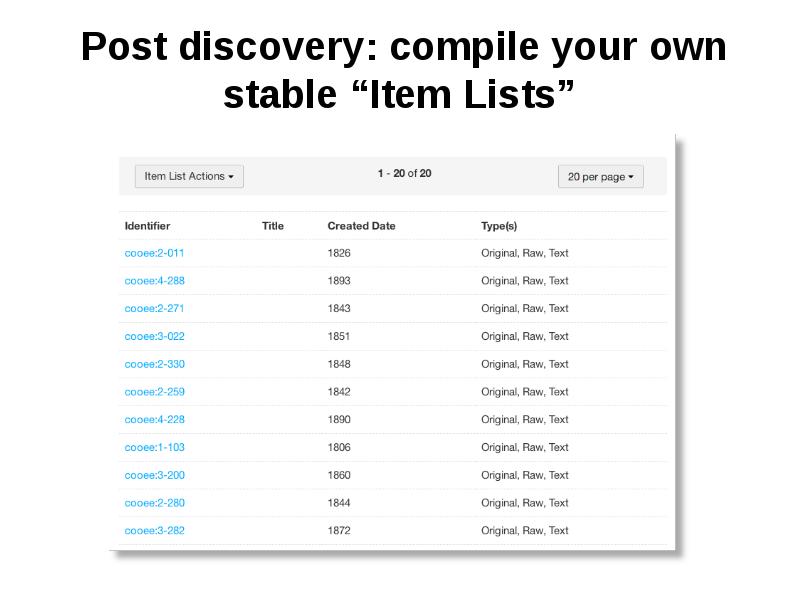 Post discovery: compile your own
stable “Item Lists”
Item List Actions 1 - 20 of 20 20 per page
Identifier Title Created Date Type(s)
cooee:2-011 1826 Original, Raw, Text
cooee:4-288 1893 Original, Raw, Text
cooee:2-271 1843 Original, Raw, Text
cooee:3-022 1851 Original, Raw, Text
cooee:2-330 1848 Original, Raw, Text
cooee:2-259 1842 Original, Raw, Text
cooee:4-228 1890 Original, Raw, Text
cooee:1-103 1806 Original, Raw, Text
cooee:3-200 1860 Original, Raw, Text
cooee:2-280 1844 Original, Raw, Text
cooee:3-282 1872 Original, Raw, Text